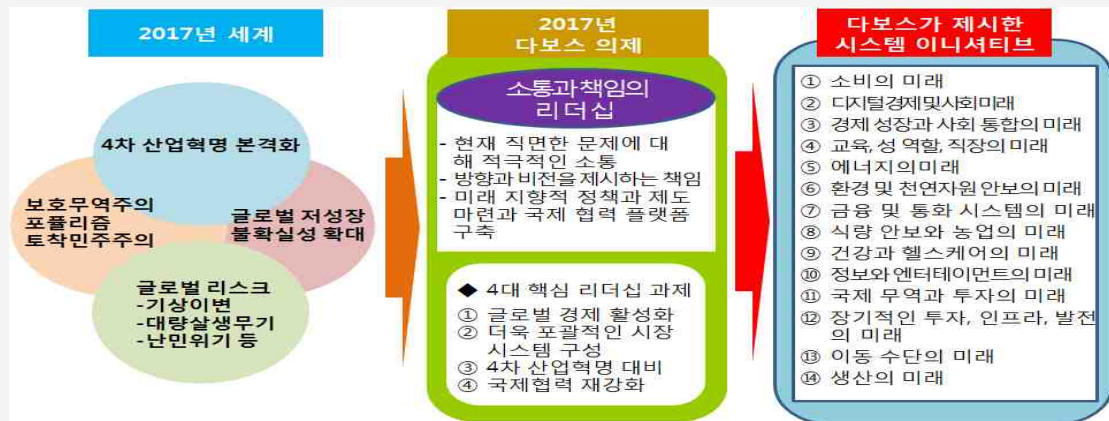 2017년 세계
4차 산업혁명 본격화
보호무역주의
포퓰리즘
토착민주주의
글로벌 저성장
불확실성 확대
글로벌 리스크
-기상이변
-대량살생무기
-난민위기 등
2017년
다보스 의제
소통과 책임의
리더십
- 현재 직면한 문제에 대
해 적극적인 소통
- 방향과 비전을 제시하는 책임
- 미래 지향적 정책과 제도
마련과 국제 협력 플랫폼
구축
◆ 4대 핵심 리더십 과제
① 글로벌 경제 활성화
② 더욱 포괄적인 시장
시스템 구성
③ 4차 산업혁명 대비
④ 국제협력 재강화
다보스가 제시한
시스템 이니셔티브
① 소비의 미래
② 디지털경제및사회미래
③ 경제 성장과 사회 통합의 미래
④ 교육, 성 역할, 직장의 미래
⑤ 에너지의미래
⑥ 환경 및 천연자원 안보의 미래
⑦ 금융 및 통화 시스템의 미래
⑧ 식량 안보와 농업의 미래
⑨ 건강과 헬스케어의 미래
⑩ 정보와엔터테이먼트의미래
⑪ 국제 무역과 투자의 미래
⑫ 장기적인 투자, 인프라, 발전
의 미래
⑬ 이동 수단의 미래
⑭ 생산의 미래